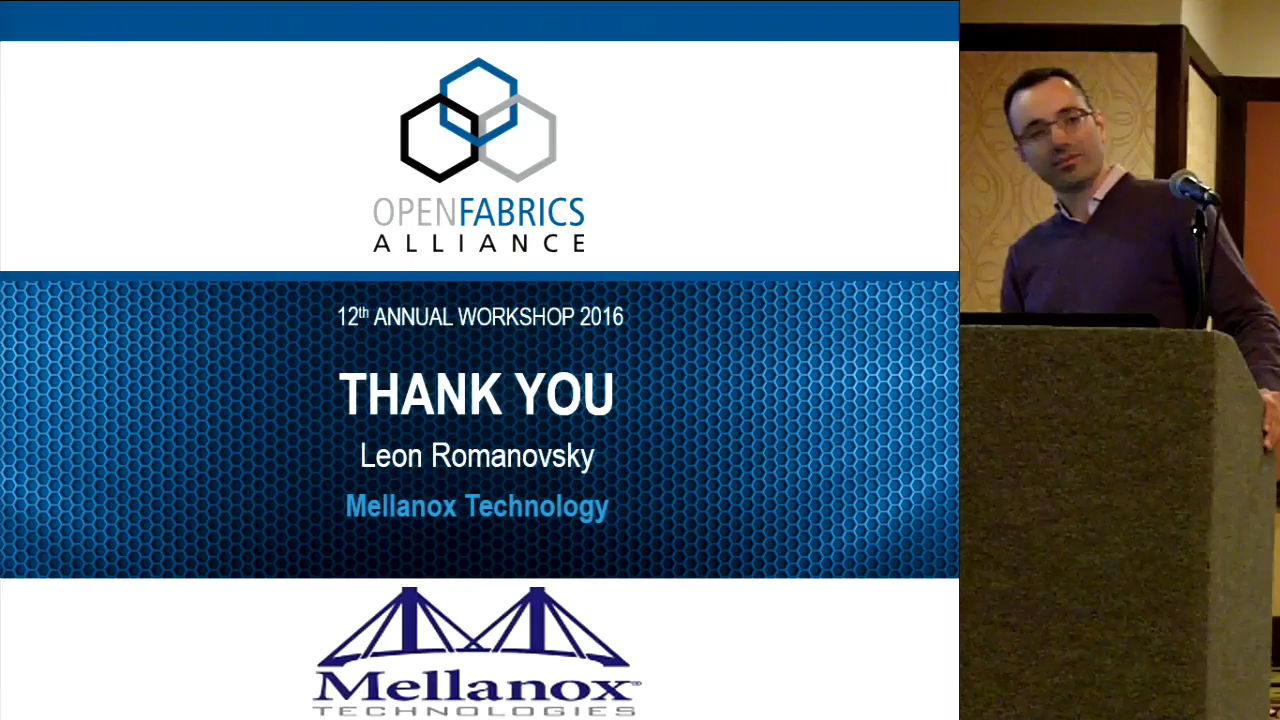 OPENFABRICS
ALLIANCE
12th ANNUAL WORKSHOP 2016
THANK YOU
Leon Romanovsky
Mellanox Technology
Mellanox®
TECHNOLOGIES